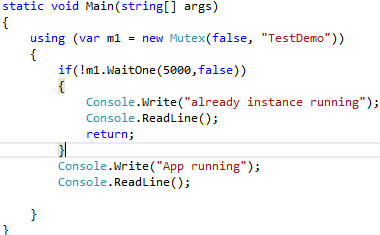 static void Main(string[] args)
{
    using (var m1 = new Mutex(false, "TestDemo"))
    {
        if(!m1.WaitOne(5000,false))
        {
            Console.Write("already instance running");
            Console.ReadLine();
            return;
        }
        Console.Write("App running");
        Console.ReadLine();

    }
}